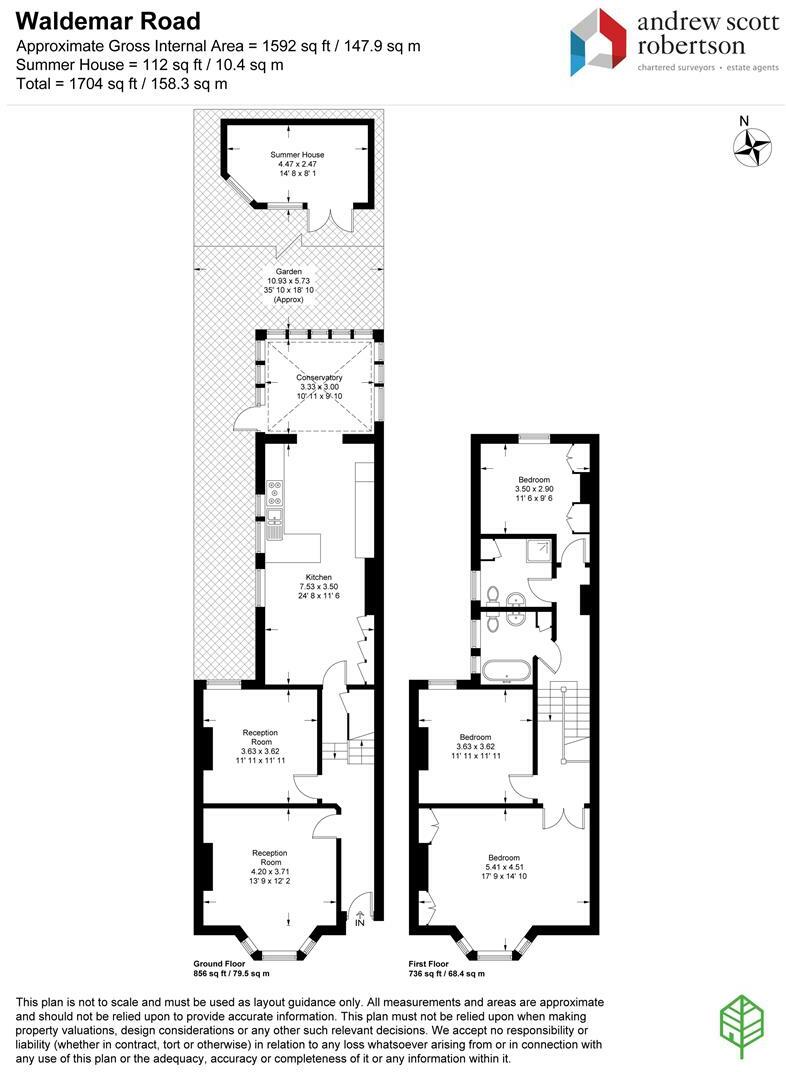 Waldemar Road
Approximate Gross Internal Area = 1592 sq ft / 147.9 sq m
Summer House = 112 sq ft / 10.4 sq m
Total = 1704 sq ft / 158.3 sq m
andrew scott
robertson
chartered surveyors • estate agents
N
Summer House
4.47 x 2.47
14' 8 x 8' 1
Garden
10.93 x 5.73
35' 10 x 18' 10
(Approx)
Conservatory
3.33 x 3.00
10' 11 x 9' 10
Kitchen
7.53 x 3.50
24' 8 x 11' 6
Reception
Room
3.63 x 3.62
11' 11 x 11' 11
Reception
Room
4.20 x 3.71
13' 9 x 12' 2
IN
Ground Floor
856 sq ft / 79.5 sq m
Bedroom
3.50 x 2.90
11' 6 x 9' 6
Bedroom
3.63 x 3.62
11' 11 x 11' 11
Bedroom
5.41 x 4.51
17' 9 x 14' 10
First Floor
736 sq ft / 68.4 sq m
This plan is not to scale and must be used as layout guidance only. All measurements and areas are approximate
and should not be relied upon to provide accurate information. This plan must not be relied upon when making
property valuations, design considerations or any other such relevant decisions. We accept no responsibility or
liability (whether in contract, tort or otherwise) in relation to any loss whatsoever arising from or in connection with
any use of this plan or the adequacy, accuracy or completeness of it or any information within it.